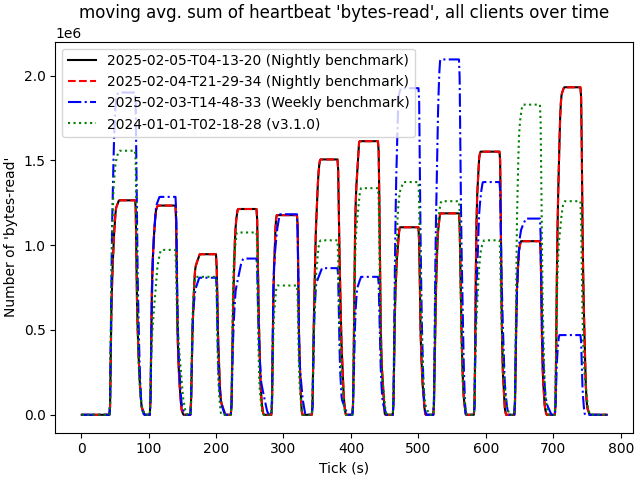 moving avg. sum of heartbeat 'bytes-read', all clients over time
1e6
2025-02-05-T04-13-20 (Nightly benchmark)
2025-02-04-T21-29-34 (Nightly benchmark)
2025-02-03-T14-48-33 (Weekly benchmark)
2024-01-01-T02-18-28 (v3.1.0)
Number of 'bytes-read'
2.0
1.5
1.0
0.5
0.0
0 100 200 300 400 500 600 700 800
Tick (s)